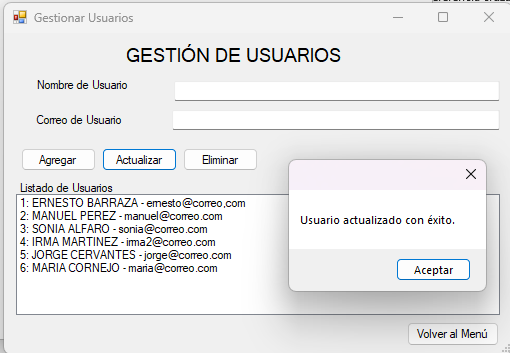 Gestionar Usuarios
GESTIÓN DE USUARIOS
Nombre de Usuario
Correo de Usuario
Agregar
Actualizar
Eliminar
Listado de Usuarios
1: ERNESTO BARRAZA - ernesto@correo,com
2: MANUEL PEREZ - manuel@correo.com
3: SONIA ALFARO - sonia@correo.com
4: IRMA MARTINEZ - irma2@correo.com
5: JORGE CERVANTES - jorge@correo.com
6: MARIA CORNEJO - maria@correo.com
Usuario actualizado con éxito.
Aceptar
Volver al Menú